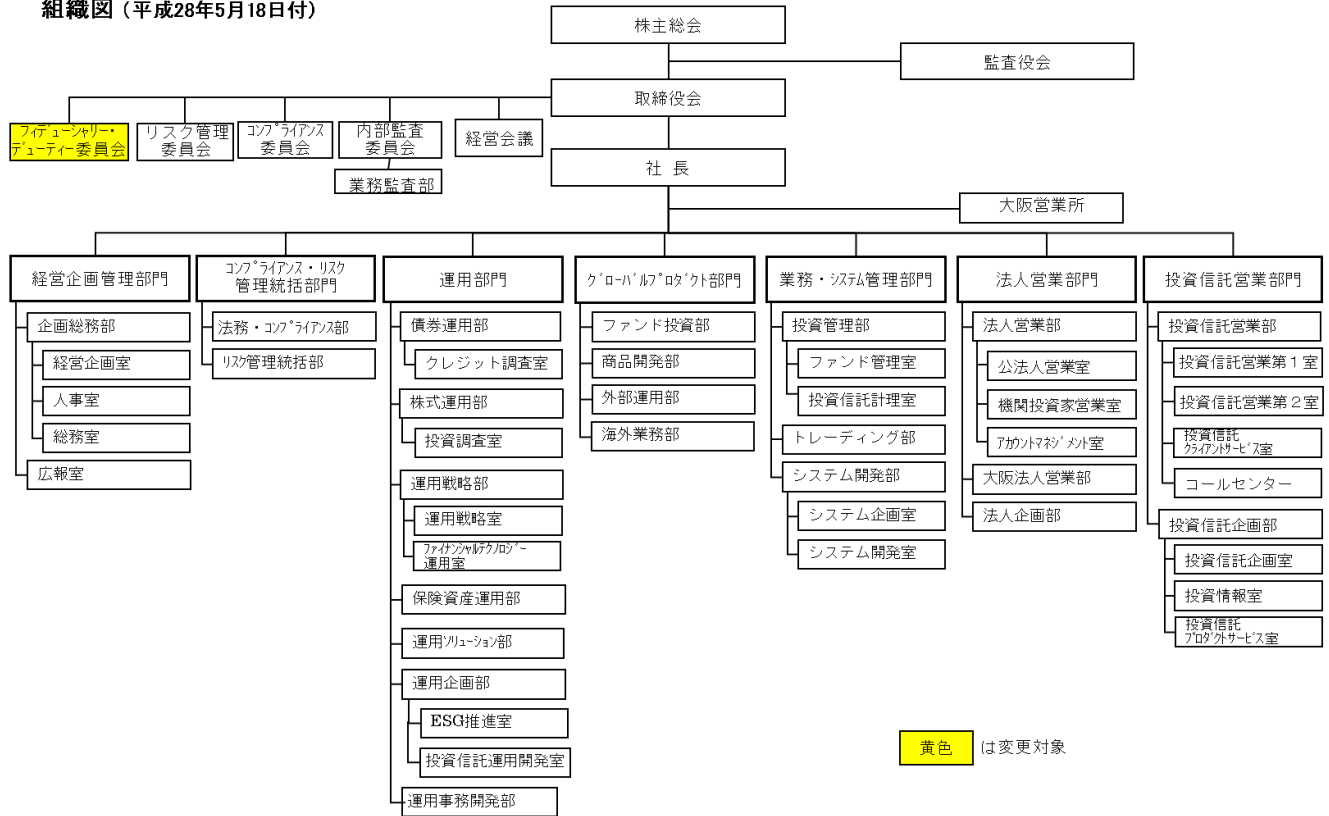 組織図（平成28年5月18日付）
株主総会
監査役会
取締役会
フィデューシャリー・
デューティー委員会
リスク管理
委員会
コンプライアンス
委員会
内部監査
委員会
経営会議
業務監査部
社 長
大阪営業所
経営企画管理部門
企画総務部
経営企画室
人事室
総務室
広報室
コンプライアンス・リスク
管理統括部門
法務・コンプライアンス部
リスク管理統括部
運用部門
債券運用部
クレジット調査室
株式運用部
投資調査室
運用戦略部
運用戦略室
ファイナンシャルテクノロジー
運用室
保険資産運用部
運用ソリューション部
運用企画部
ESG推進室
投資信託運用開発室
運用事務開発部
グローバルプロダクト部門
ファンド投資部
商品開発部
外部運用部
海外業務部
業務・システム管理部門
投資管理部
ファンド管理室
投資信託計理室
トレーディング部
システム開発部
システム企画室
システム開発室
法人営業部門
法人営業部
公法人営業室
機関投資家営業室
アカウントマネジメント室
大阪法人営業部
法人企画部
投資信託営業部門
投資信託営業部
投資信託営業第１室
投資信託営業第２室
投資信託
クライアントサービス室
コールセンター
投資信託企画部
投資信託企画室
投資情報室
投資信託
プロダクトサービス室
黄色 は変更対象